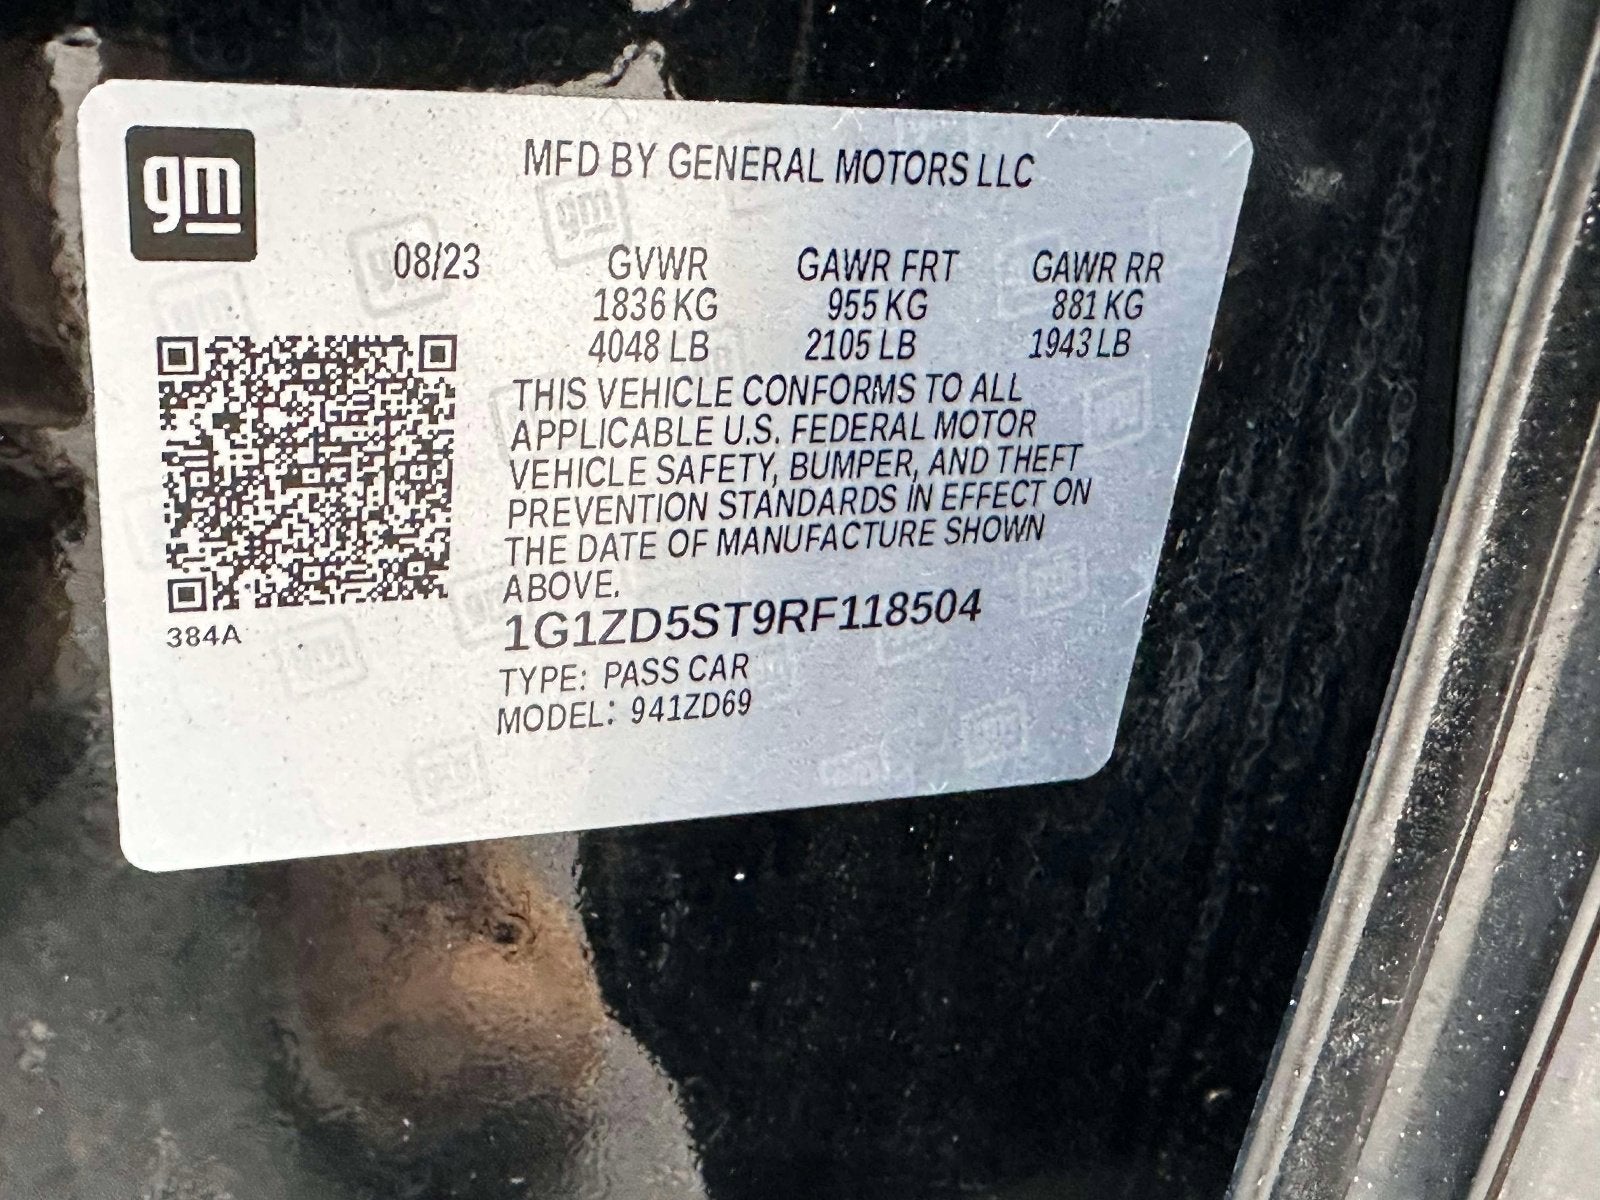 gm
MFD BY GENERAL MOTORS LLC
08/23 GVWR GAWR FRT GAWR RR
1836 KG 955 KG 881 KG
4048 LB 2105 LB 1943 LB
THIS VEHICLE CONFORMS TO ALL
APPLICABLE U.S. FEDERAL MOTOR
VEHICLE SAFETY, BUMPER, AND THEFT
PREVENTION STANDARDS IN EFFECT ON
THE DATE OF MANUFACTURE SHOWN
ABOVE.
384A
1G1ZD5ST9RF118504
TYPE: PASS CAR
MODEL: 941ZD69